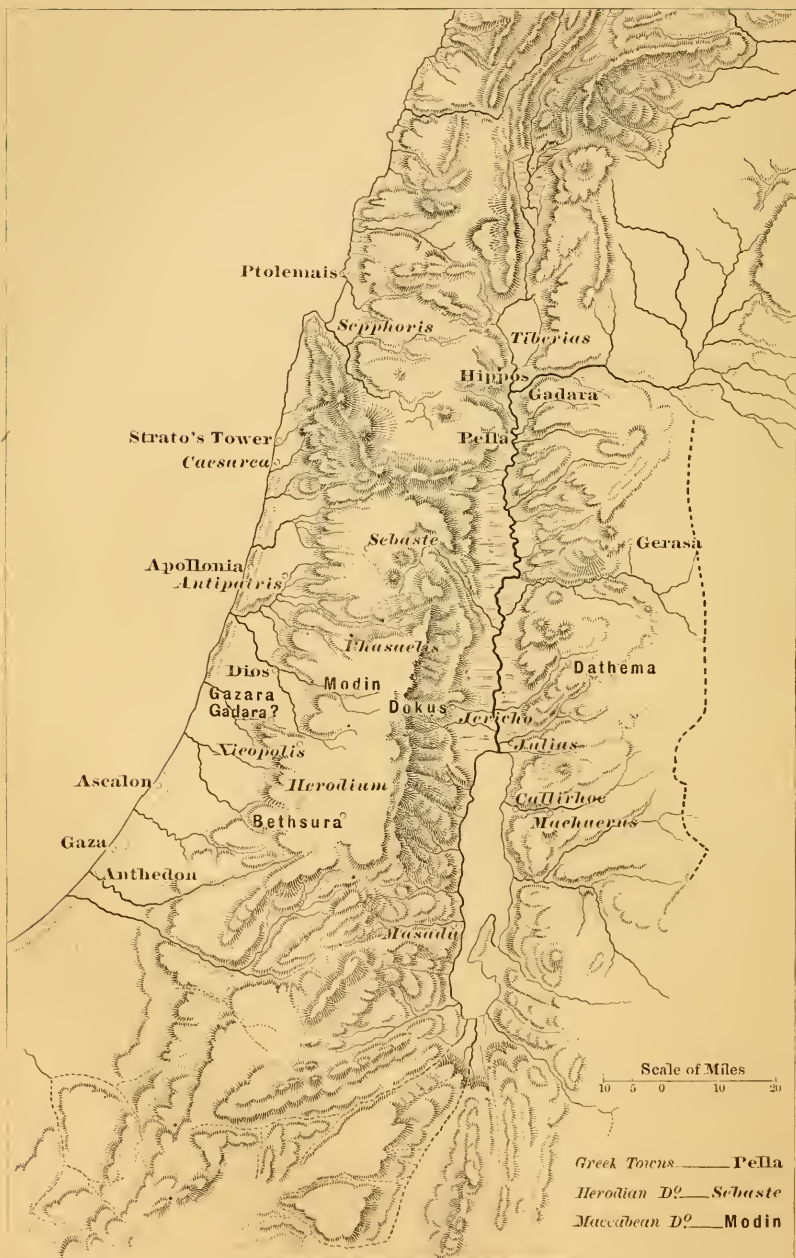 Ptolemais
Sepphoris
Tiberias
Hippos
Gadara
Strato's Tower
Pella
Caesarea
Sebaste
Gerasa
Apollonia
Antipatris
Phasaelis
Dathema
Dios
Modin
Gazara
Gadara?
Dokus
Jericho
Nicopolis
Julias
Ascalon
Herodium
Callirhoe
Bethsura
Machaerus
Gaza
Anthedon
Masada
Scale of Miles
10 5 0 10 20
Greek Towns Pella
Herodian Dº Sebaste
Maccabean Dº Modin